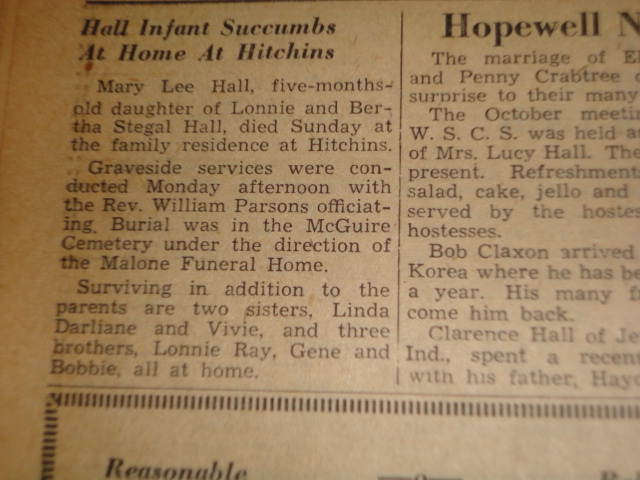 Hall Infant Succumbs
At Home At Hitchins
Mary Lee Hall, five-months-
old daughter of Lonnie and Ber-
tha Stegal Hall, died Sunday at
the family residence at Hitchins.
Graveside services were con-
ducted Monday afternoon with
the Rev. William Parsons officiat-
ing. Burial was in the McGuire
Cemetery under the direction of
the Malone Funeral Home.
Surviving in addition to the
parents are two sisters, Linda
Darliane and Vivie, and three
brothers, Lonnie Ray, Gene and
Bobbie, all at home.
Hopewell N
The marriage of El
and Penny Crabtree
surprise to their many
The October meetin
W. S. C. S. was held a
of Mrs. Lucy Hall. The
present. Refreshments
salad, cake, jello and
served by the hostes
hostesses.
Bob Claxon arrived
Korea where he has be
a year. His many f
come him back.
Clarence Hall of Je
Ind., spent a recent
with his father, Hayd
Reasonable